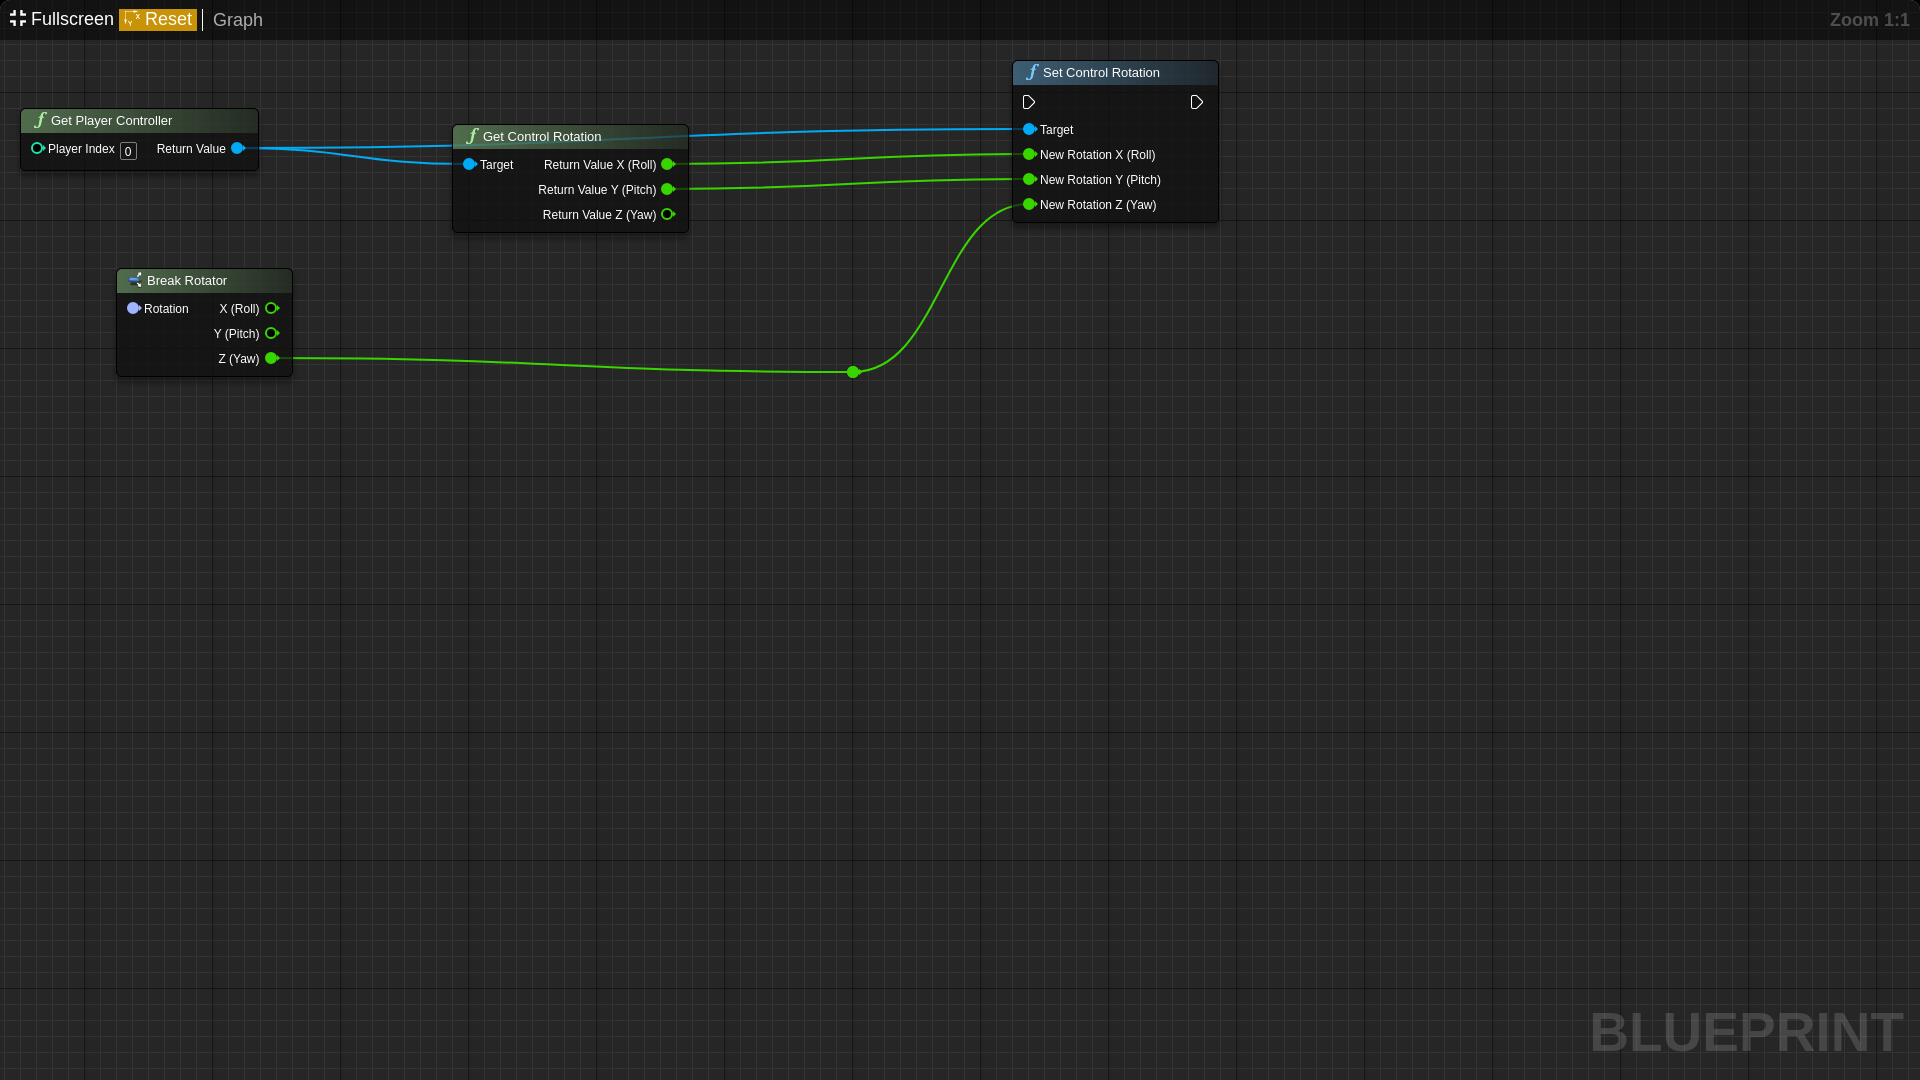 Fullscreen Reset Graph Zoom 1:1
Set Control Rotation
Target
New Rotation X (Roll)
New Rotation Y (Pitch)
New Rotation Z (Yaw)
Get Player Controller
Player Index 0 Return Value
Get Control Rotation
Target Return Value X (Roll)
Return Value Y (Pitch)
Return Value Z (Yaw)
Break Rotator
Rotation X (Roll)
Y (Pitch)
Z (Yaw)
BLUEPRINT